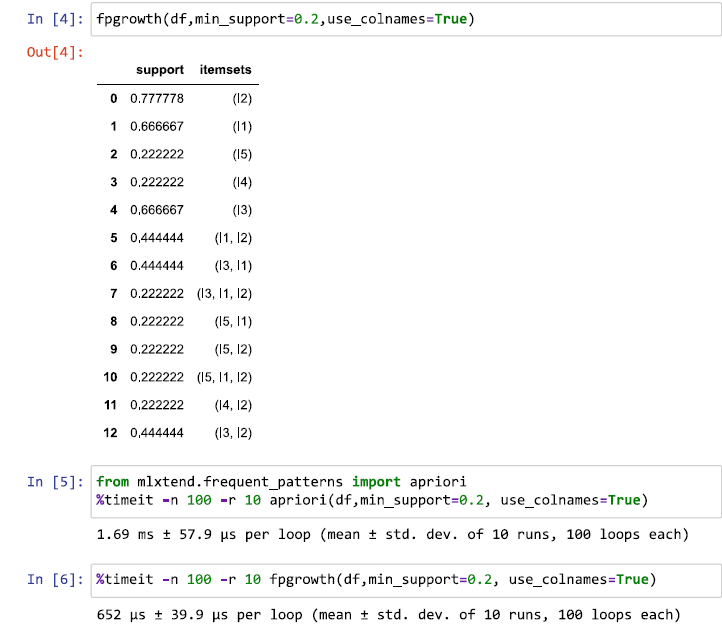 In [4]: fpgrowth(df,min_support=0.2,use_colnames=True)
Out[4]:
support itemsets
0 0.777778 (I2)
1 0.666667 (I1)
2 0.222222 (I5)
3 0.222222 (I4)
4 0.666667 (I3)
5 0.444444 (I1, I2)
6 0.444444 (I3, I1)
7 0.222222 (I3, I1, I2)
8 0.222222 (I5, I1)
9 0.222222 (I5, I2)
10 0.222222 (I5, I1, I2)
11 0.222222 (I4, I2)
12 0.444444 (I3, I2)
In [5]: from mlxtend.frequent_patterns import apriori
%timeit -n 100 -r 10 apriori(df,min_support=0.2, use_colnames=True)
1.69 ms ± 57.9 µs per loop (mean ± std. dev. of 10 runs, 100 loops each)
In [6]: %timeit -n 100 -r 10 fpgrowth(df,min_support=0.2, use_colnames=True)
652 µs ± 39.9 µs per loop (mean ± std. dev. of 10 runs, 100 loops each)